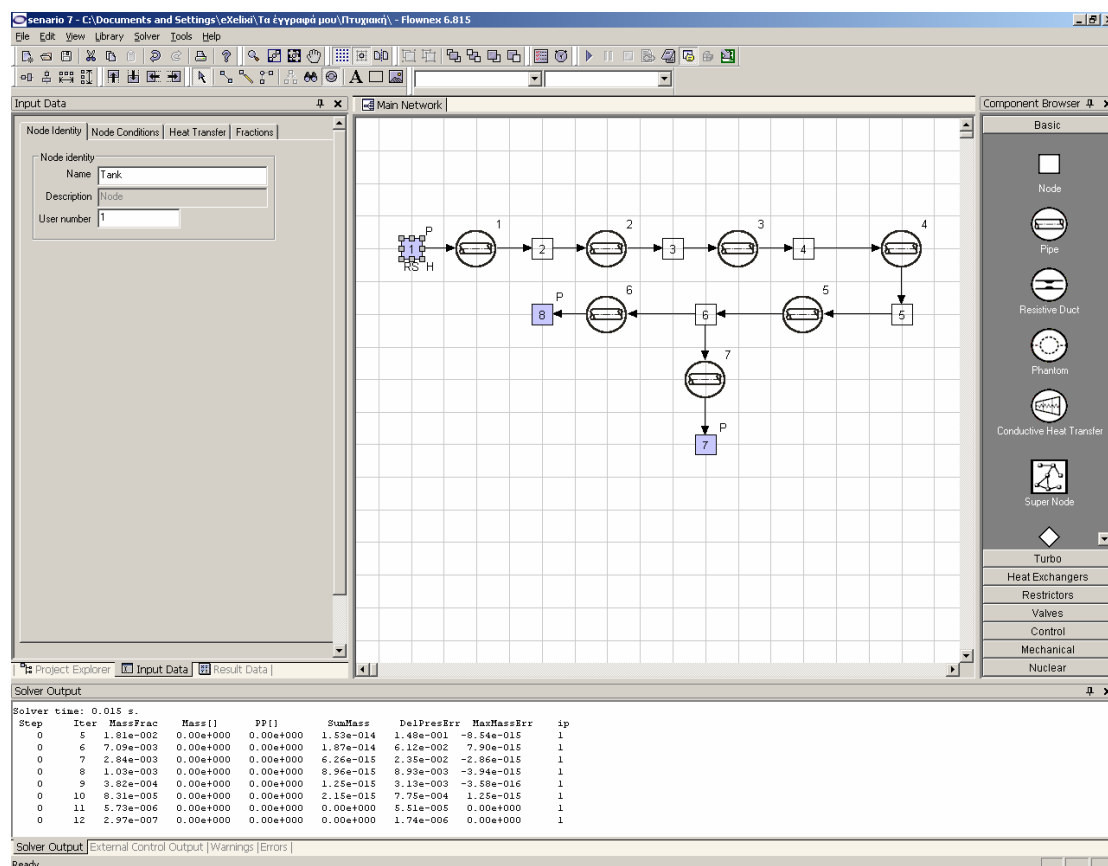 senario 7 - C:\Documents and Settings\eXelixi\Τα έγγραφά μου\Πτυχιακή\ - Flownex 6.815
File Edit View Library Solver Tools Help
Input Data
Main Network
Component Browser
Node Identity Node Conditions Heat Transfer Fractions
Node identity
Name Tank
Description Node
User number 1
P
1 1 2 2 3 3 4 4
RS H
P
8 6 6 5 5
7
P
7
Basic
Node
Pipe
Resistive Duct
Phantom
Conductive Heat Transfer
Super Node
Turbo
Heat Exchangers
Restrictors
Valves
Control
Mechanical
Nuclear
Project Explorer Input Data Result Data
Solver Output
Solver time: 0.015 s.
Step Iter MassFrac Mass[] PP[] SumMass DelPresErr MaxMassErr ip
0 5 1.81e-002 0.00e+000 0.00e+000 1.53e-014 1.48e-001 -8.54e-015 1
0 6 7.09e-003 0.00e+000 0.00e+000 1.87e-014 6.12e-002 7.90e-015 1
0 7 2.84e-003 0.00e+000 0.00e+000 6.26e-015 2.35e-002 -2.86e-015 1
0 8 1.03e-003 0.00e+000 0.00e+000 8.96e-015 8.93e-003 -3.94e-015 1
0 9 3.82e-004 0.00e+000 0.00e+000 1.25e-015 3.13e-003 -3.58e-016 1
0 10 8.31e-005 0.00e+000 0.00e+000 2.15e-015 7.75e-004 1.25e-015 1
0 11 5.73e-006 0.00e+000 0.00e+000 0.00e+000 5.51e-005 0.00e+000 1
0 12 2.97e-007 0.00e+000 0.00e+000 0.00e+000 1.74e-006 0.00e+000 1
Solver Output External Control Output Warnings Errors
Ready